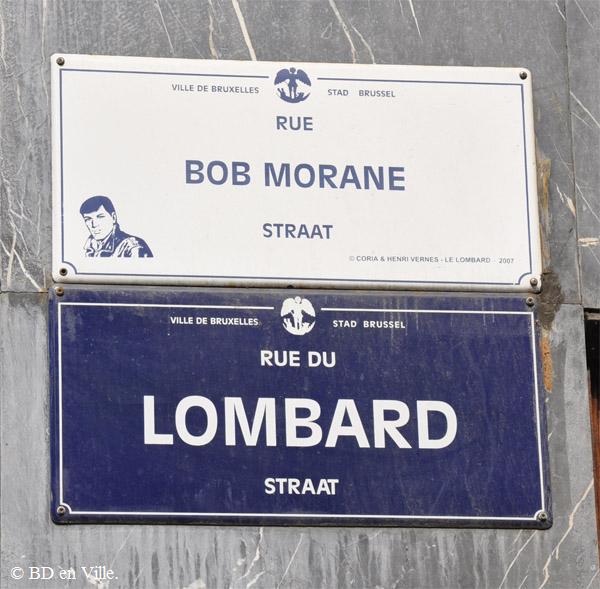 VILLE DE BRUXELLES STAD BRUSSEL
RUE
BOB MORANE
STRAAT
© CORIA & HENRI VERNES - LE LOMBARD - 2007
VILLE DE BRUXELLES STAD BRUSSEL
RUE DU
LOMBARD
STRAAT
© BD en Ville.